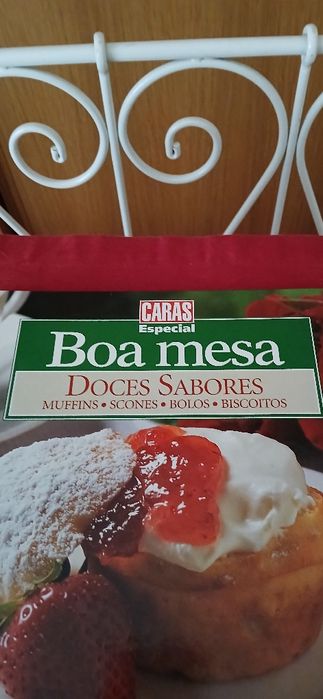 CARAS
Especial
Boa mesa
DOCES SABORES
MUFFINS • SCONES • BOLOS • BISCOITOS